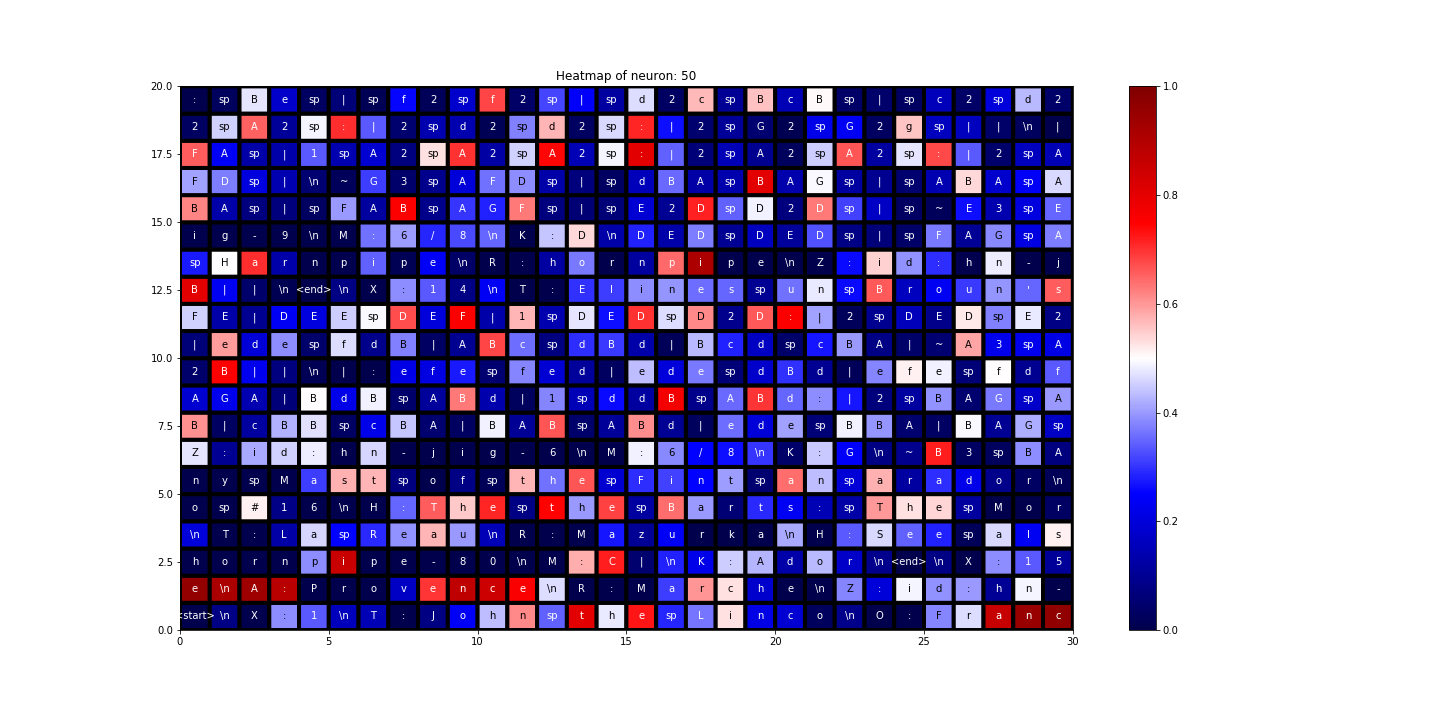 Heatmap of neuron: 50
20.0
: sp B e sp | sp f 2 sp f 2 sp | sp d 2 c sp B c B sp | sp c 2 sp d 2
2 sp A 2 sp : | 2 sp d 2 sp d 2 sp : | 2 sp G 2 sp G 2 g sp | | \n |
17.5
F A sp | 1 sp A 2 sp A 2 sp A 2 sp : | 2 sp A 2 sp A 2 sp : | 2 sp A
F D sp | \n ~ G 3 sp A F D sp | sp d B A sp B A G sp | sp A B A sp A
15.0
B A sp | sp F A B sp A G F sp | sp E 2 D sp D 2 D sp | sp ~ E 3 sp E
i g - 9 \n M : 6 / 8 \n K : D \n D E D sp D E D sp | sp F A G sp A
sp H a r n p i p e \n R : h o r n p i p e \n Z : i d : h n - j
12.5
B | | \n <end> \n X : 1 4 \n T : E l i n e s sp u n sp B r o u n ' s
F E | D E E sp D E F | 1 sp D E D sp D 2 D : | 2 sp D E D sp E 2
| e d e sp f d B | A B c sp d B d | B c d sp c B A | ~ A 3 sp A
10.0
2 B | | \n | : e f e sp f e d | e d e sp d B d | e f e sp f d f
A G A | B d B sp A B d | 1 sp d d B sp A B d : | 2 sp B A G sp A
7.5
B | c B B sp c B A | B A B sp A B d | e d e sp B B A | B A G sp
Z : i d : h n - j i g - 6 \n M : 6 / 8 \n K : G \n ~ B 3 sp B A
n y sp M a s t sp o f sp t h e sp F i n t sp a n sp a r a d o r \n
5.0
o sp # 1 6 \n H : T h e sp t h e sp B a r t s : sp T h e sp M o r
\n T : L a sp R e a u \n R : M a z u r k a \n H : S e e sp a l s
2.5
h o r n p i p e - 8 0 \n M : C | \n K : A d o r \n <end> \n X : 1 5
e \n A : P r o v e n c e \n R : M a r c h e \n Z : i d : h n -
<start> \n X : 1 \n T : J o h n sp t h e sp L i n c o \n O : F r a n c
0.0
0 5 10 15 20 25 30
1.0
0.8
0.6
0.4
0.2
0.0